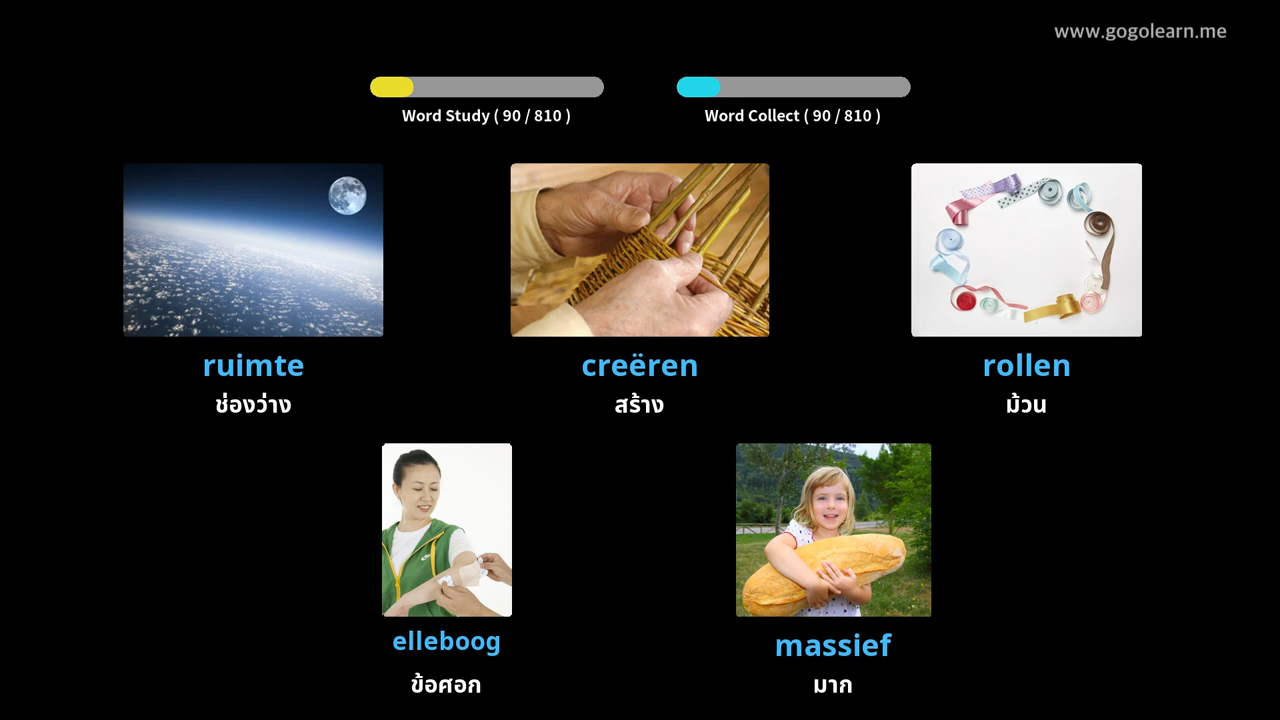 www.gogolearn.me
Word Study ( 90 / 810 )
Word Collect ( 90 / 810 )
ruimte
ช่องว่าง
creëren
สร้าง
rollen
ม้วน
elleboog
ข้อศอก
massief
มาก